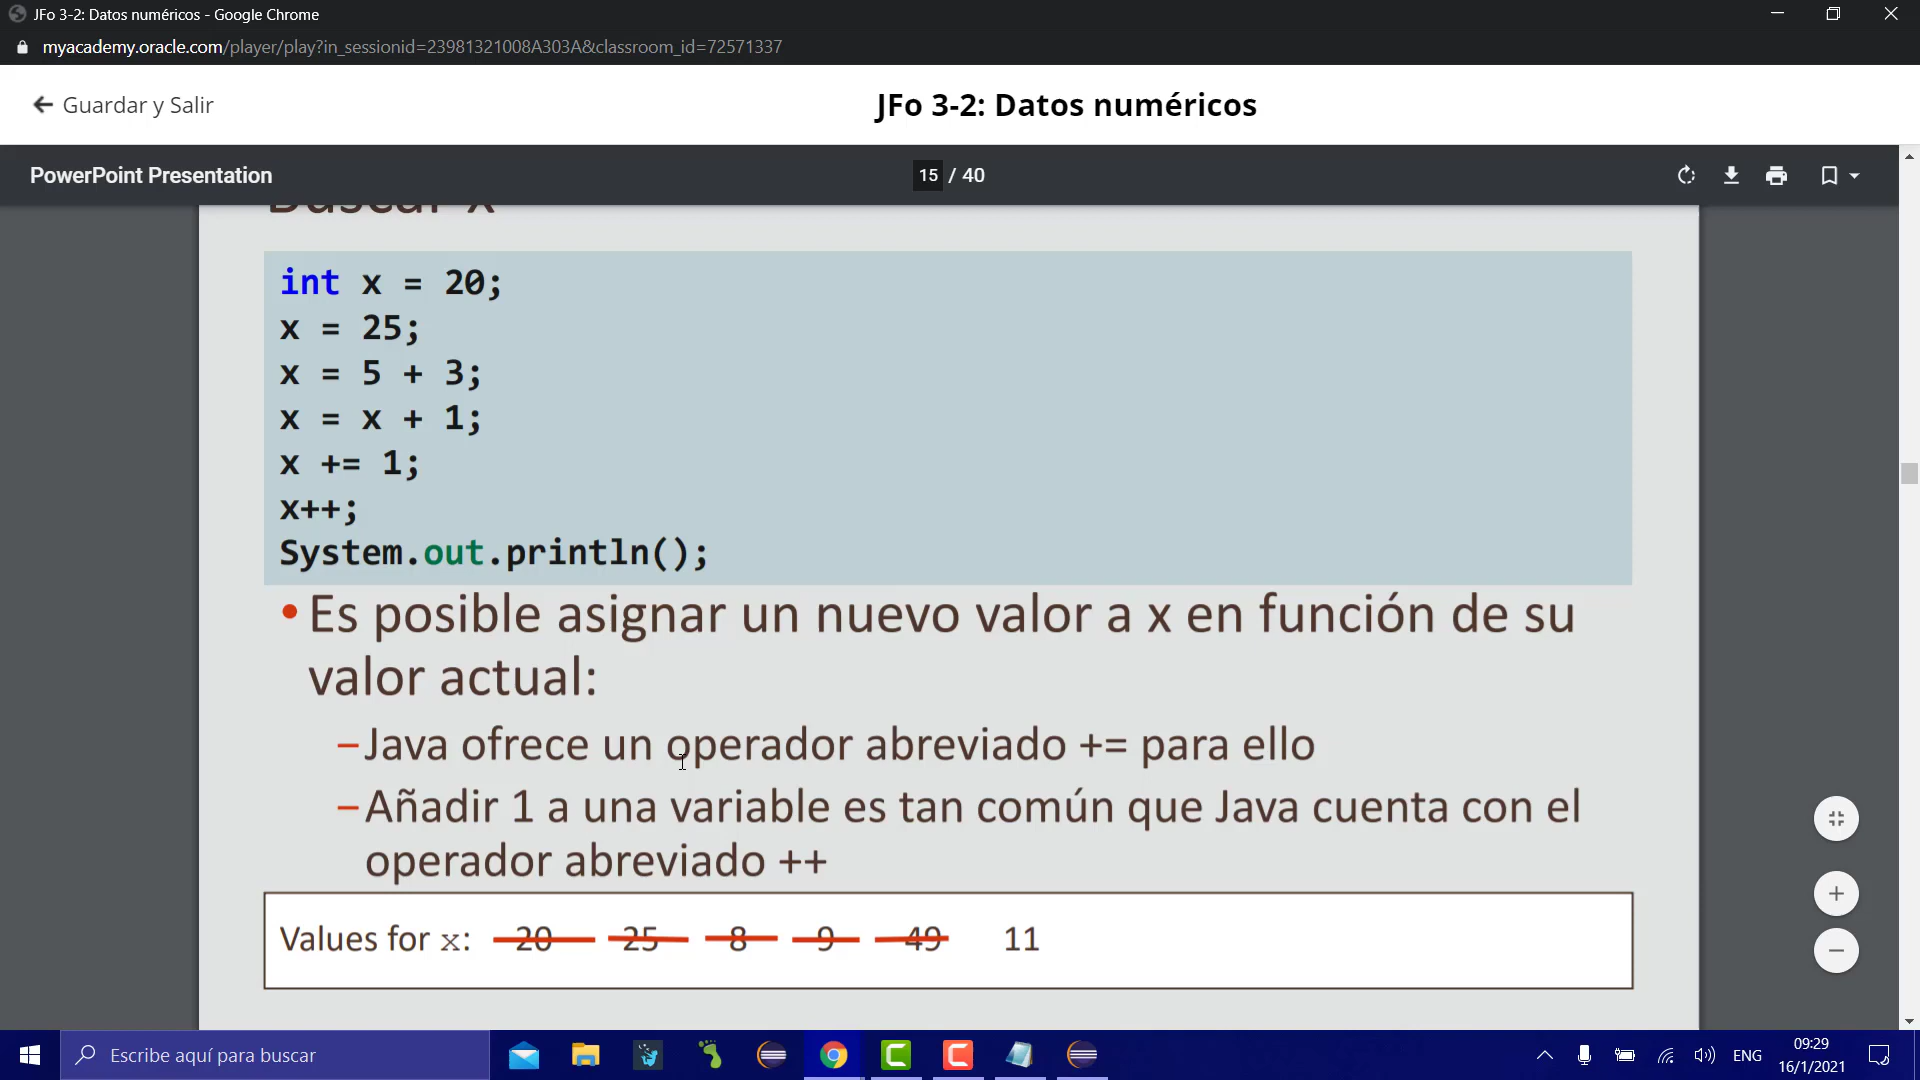 JFo 3-2: Datos numéricos - Google Chrome
myacademy.oracle.com/player/play?in_sessionid=23981321008A303A&classroom_id=72571337
Guardar y Salir
JFo 3-2: Datos numéricos
PowerPoint Presentation
15 / 40
Buscar x
int x = 20;
x = 25;
x = 5 + 3;
x = x + 1;
x += 1;
x++;
System.out.println();
• Es posible asignar un nuevo valor a x en función de su
valor actual:
–Java ofrece un operador abreviado += para ello
–Añadir 1 a una variable es tan común que Java cuenta con el
operador abreviado ++
Values for x: 20 25 8 9 49 11
Escribe aquí para buscar
ENG
09:29
16/1/2021